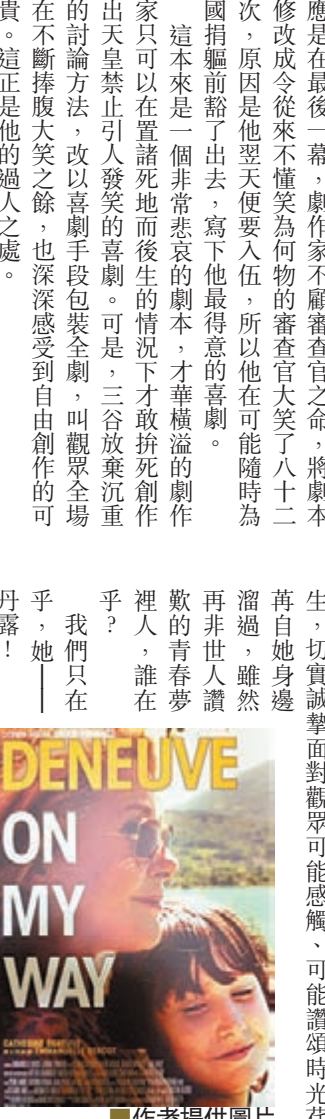 應是在最後一幕，劇作家不顧審查官之命，將劇本
修改成令從來不懂笑為何物的審查官大笑了八十二
次，原因是他翌天便要入伍，所以他在可能隨時為
國捐軀前豁了出去，寫下他最得意的喜劇。
這本來是一個非常悲哀的劇本，才華橫溢的劇作
家只可以在置諸死地而後生的情況下才敢拚死創作
出天皇禁止引人發笑的喜劇。可是，三谷放棄沉重
的討論方法，改以喜劇手段包裝全劇，叫觀眾全場
在不斷捧腹大笑之餘，也深深感受到自由創作的可
貴。這正是他的過人之處。
生，切實誠摯面對觀眾可能感觸、可能讚頌時光荏
苒自她身邊
溜過，雖然
再非世人讚
歎的青春夢
裡人，誰在
乎？
我們只在
乎，她——
丹露！
DENEUVE
ON
MY
WAY
■作者提供圖片